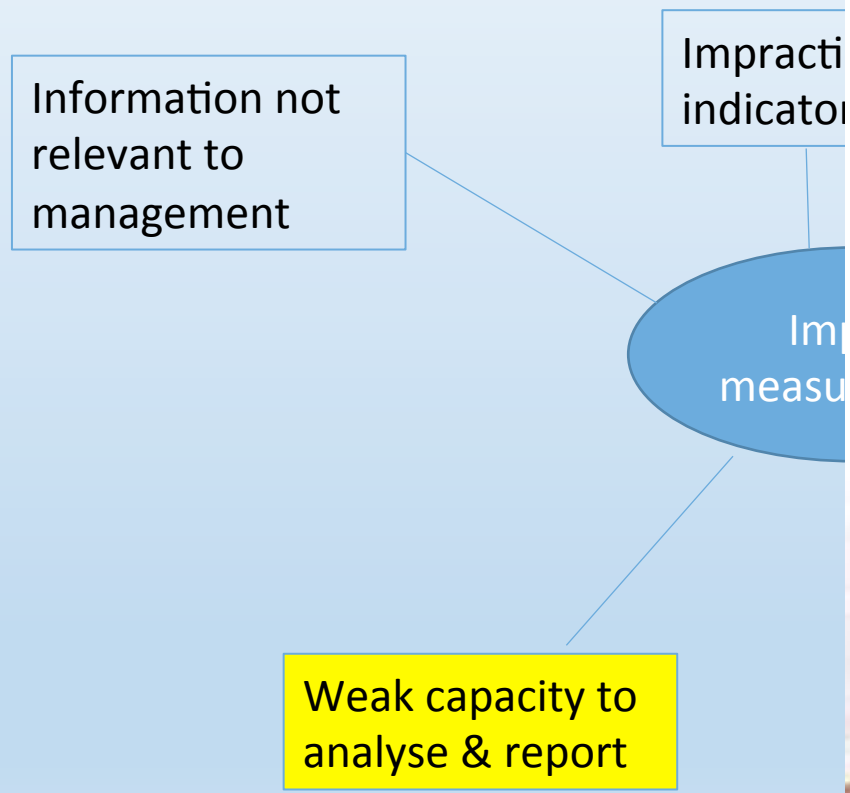 Information not
relevant to
management
Impracti
indicator
Imp
measu
Weak capacity to
analyse & report